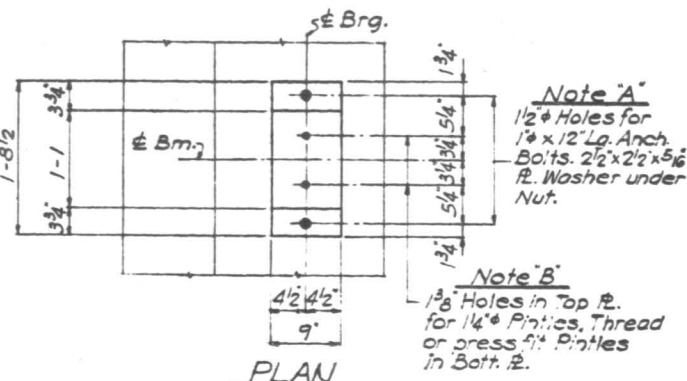 ℄ Brg.
1¾"
5¼"
3¼"
3¼"
5¼"
1¾"
1-8½
3¾"
1-1
3¾"
℄ Bm.
Note "A"
1½"ϕ Holes for
1"ϕ x 12" Lg. Anch.
Bolts. 2½"x2½"x5/16"
℄. Washer under
Nut.
4½" 4½"
9"
Note "B"
1⅜" Holes in Top ℄.
for 1¼"ϕ Pintles, Thread
or press fit Pintles
in Bott. ℄.
PLAN